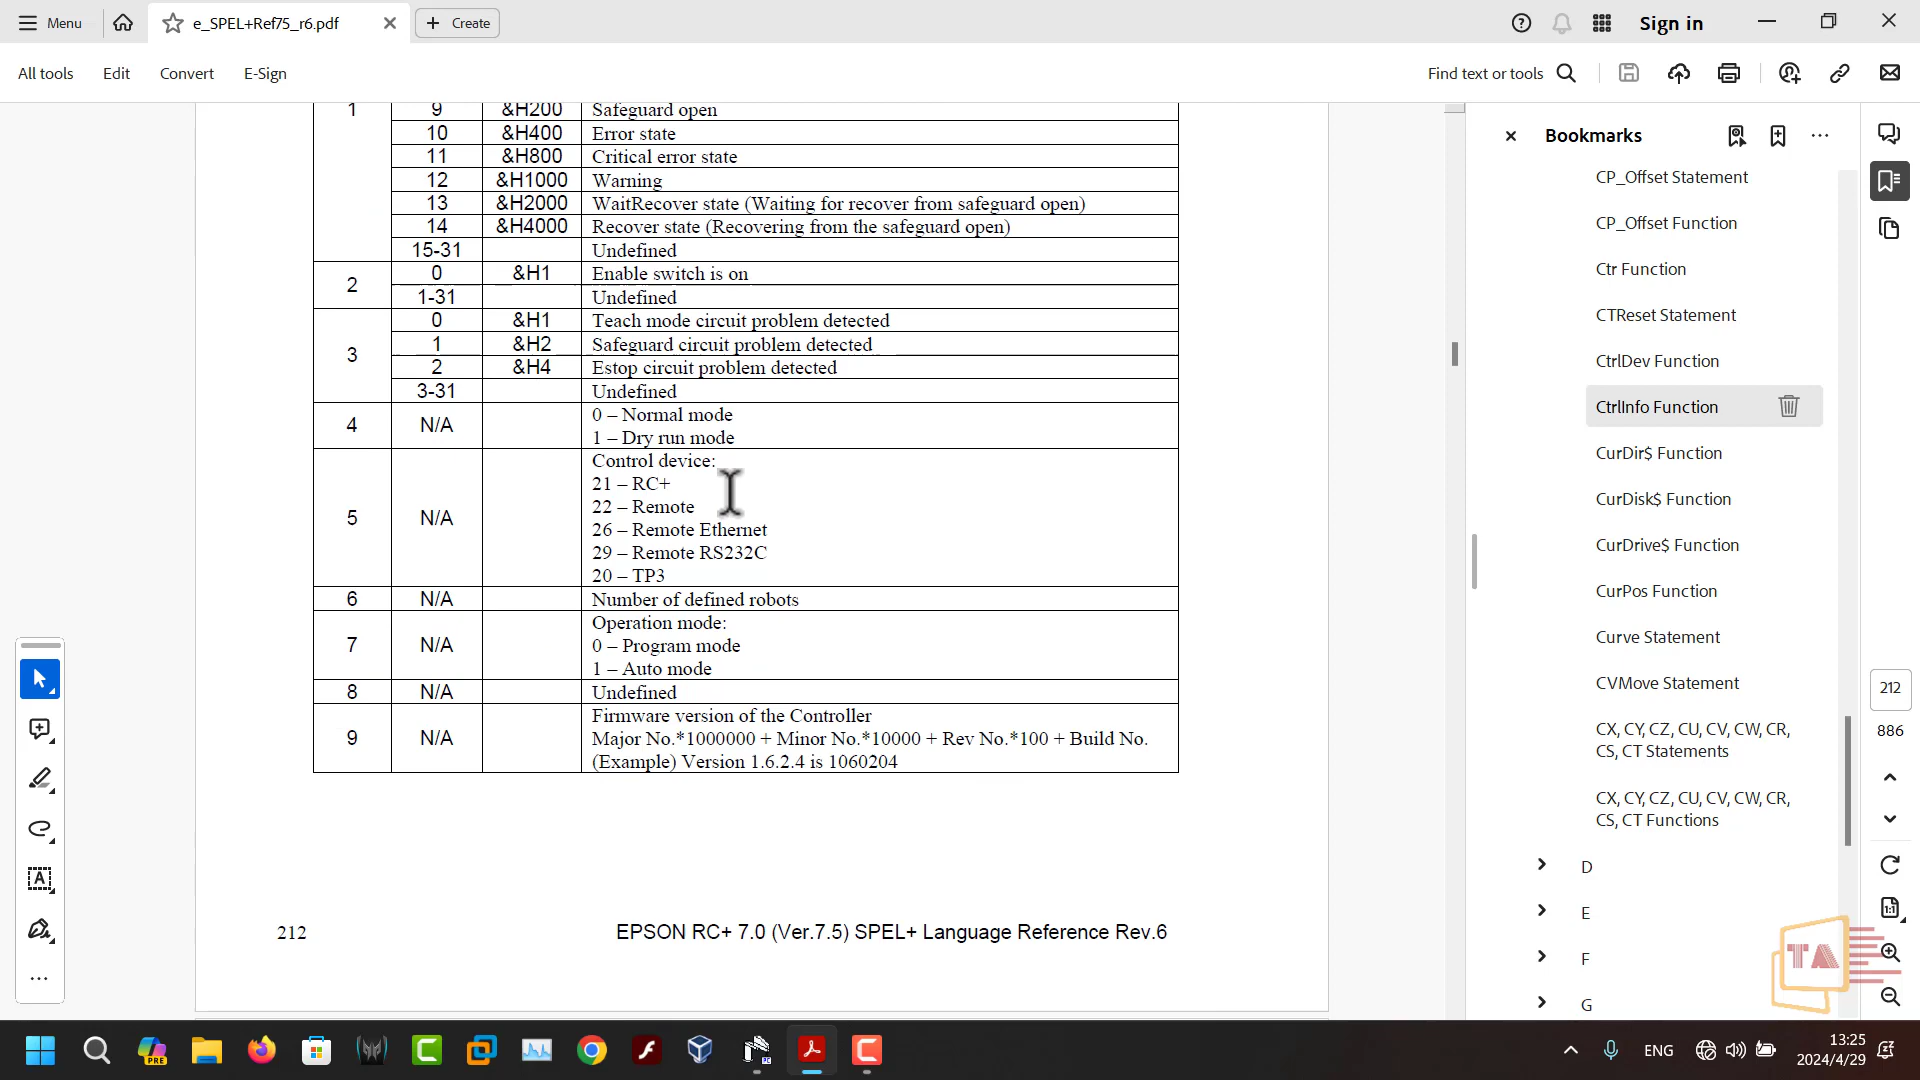 Menu
e_SPEL+Ref75_r6.pdf
Create
Sign in
All tools
Edit
Convert
E-Sign
Find text or tools
1
9 &H200 Safeguard open
10 &H400 Error state
11 &H800 Critical error state
12 &H1000 Warning
13 &H2000 WaitRecover state (Waiting for recover from safeguard open)
14 &H4000 Recover state (Recovering from the safeguard open)
15-31 Undefined
2
0 &H1 Enable switch is on
1-31 Undefined
3
0 &H1 Teach mode circuit problem detected
1 &H2 Safeguard circuit problem detected
2 &H4 Estop circuit problem detected
3-31 Undefined
4 N/A
0 – Normal mode
1 – Dry run mode
5 N/A
Control device:
21 – RC+
22 – Remote
26 – Remote Ethernet
29 – Remote RS232C
20 – TP3
6 N/A Number of defined robots
7 N/A
Operation mode:
0 – Program mode
1 – Auto mode
8 N/A Undefined
9 N/A
Firmware version of the Controller
Major No.*1000000 + Minor No.*10000 + Rev No.*100 + Build No.
(Example) Version 1.6.2.4 is 1060204
212
EPSON RC+ 7.0 (Ver.7.5) SPEL+ Language Reference Rev.6
Bookmarks
CP_Offset Statement
CP_Offset Function
Ctr Function
CTReset Statement
CtrlDev Function
CtrlInfo Function
CurDir$ Function
CurDisk$ Function
CurDrive$ Function
CurPos Function
Curve Statement
CVMove Statement
CX, CY, CZ, CU, CV, CW, CR,
CS, CT Statements
CX, CY, CZ, CU, CV, CW, CR,
CS, CT Functions
D
E
F
G
212
886
1:1
TA
PRE
PC
ENG
13:25
2024/4/29